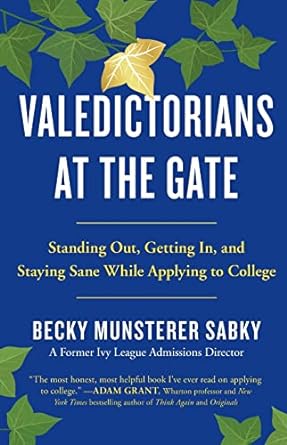 VALEDICTORIANS
AT THE GATE
Standing Out, Getting In, and
Staying Sane While Applying to College
BECKY MUNSTERER SABKY
A Former Ivy League Admissions Director
"The most honest, most helpful book I've ever read on applying
to college." —ADAM GRANT, Wharton professor and New
York Times bestselling author of Think Again and Originals